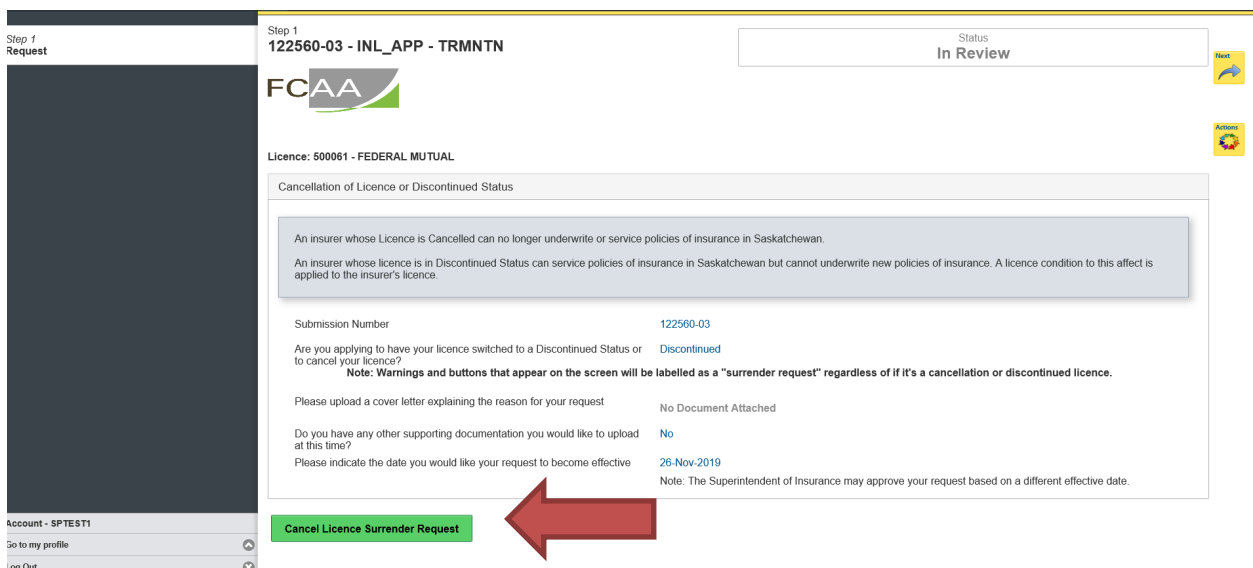 Step 1
Request
Step 1
122560-03 - INL_APP - TRMNTN
Status
In Review
Next
FCAA
Actions
Licence: 500061 - FEDERAL MUTUAL
Cancellation of Licence or Discontinued Status
An insurer whose Licence is Cancelled can no longer underwrite or service policies of insurance in Saskatchewan.
An insurer whose licence is in Discontinued Status can service policies of insurance in Saskatchewan but cannot underwrite new policies of insurance. A licence condition to this affect is
applied to the insurer's licence.
Submission Number 122560-03
Are you applying to have your licence switched to a Discontinued Status or Discontinued
to cancel your licence?
Note: Warnings and buttons that appear on the screen will be labelled as a "surrender request" regardless of if it's a cancellation or discontinued licence.
Please upload a cover letter explaining the reason for your request No Document Attached
Do you have any other supporting documentation you would like to upload No
at this time?
Please indicate the date you would like your request to become effective 26-Nov-2019
Note: The Superintendent of Insurance may approve your request based on a different effective date.
Cancel Licence Surrender Request
Account - SPTEST1
Go to my profile
Log Out